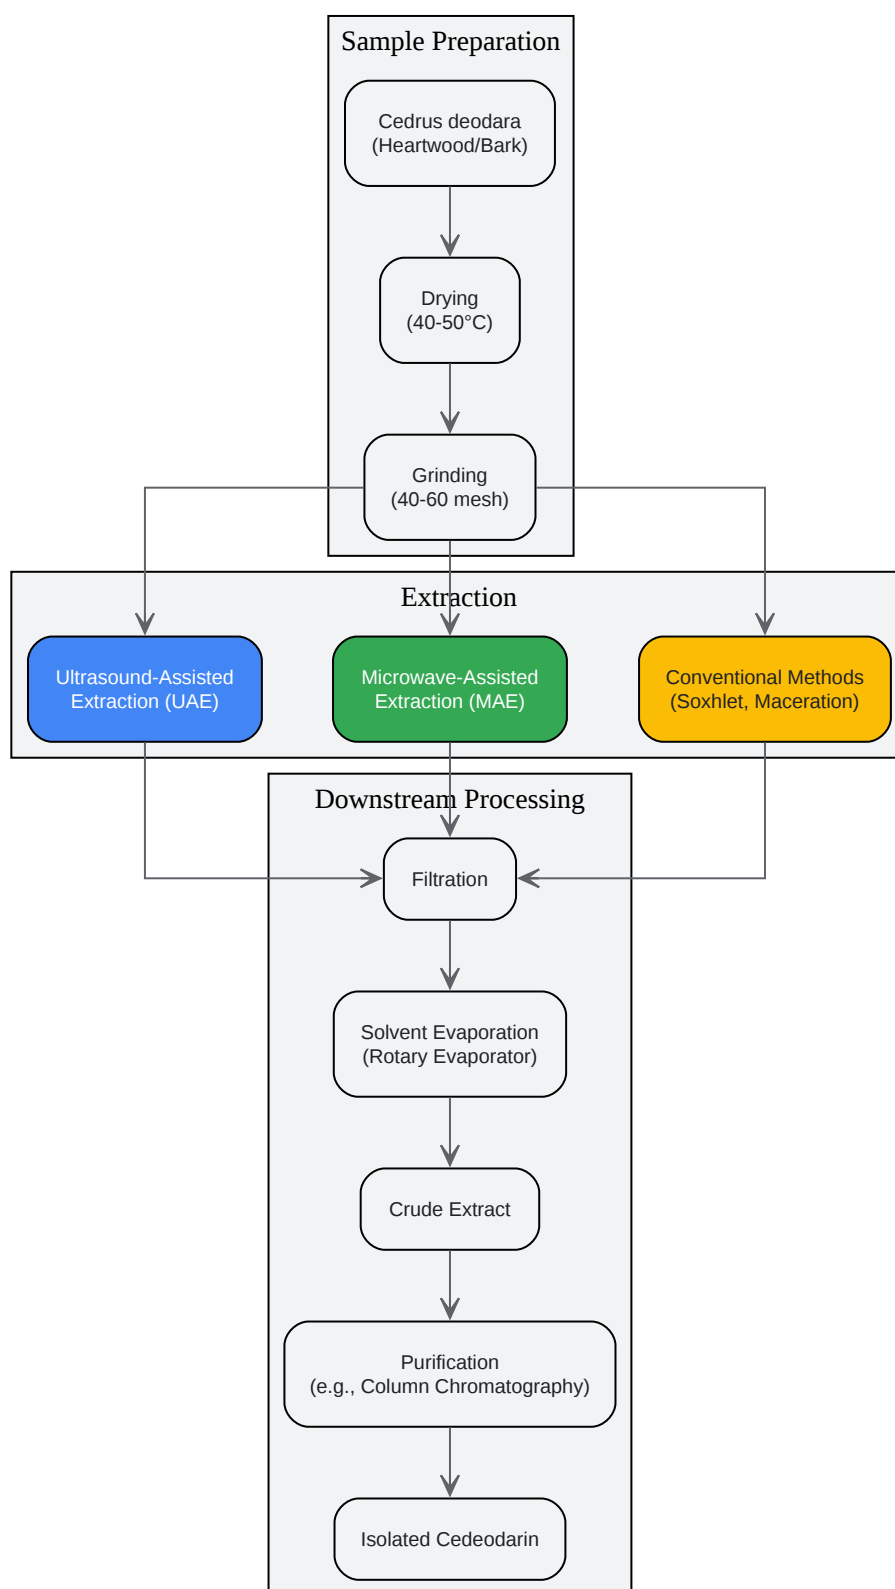 Sample Preparation
Cedrus deodara
(Heartwood/Bark)
Drying
(40-50°C)
Grinding
(40-60 mesh)
Extraction
Ultrasound-Assisted
Extraction (UAE)
Microwave-Assisted
Extraction (MAE)
Conventional Methods
(Soxhlet, Maceration)
Downstream Processing
Filtration
Solvent Evaporation
(Rotary Evaporator)
Crude Extract
Purification
(e.g., Column Chromatography)
Isolated Cedeodarin